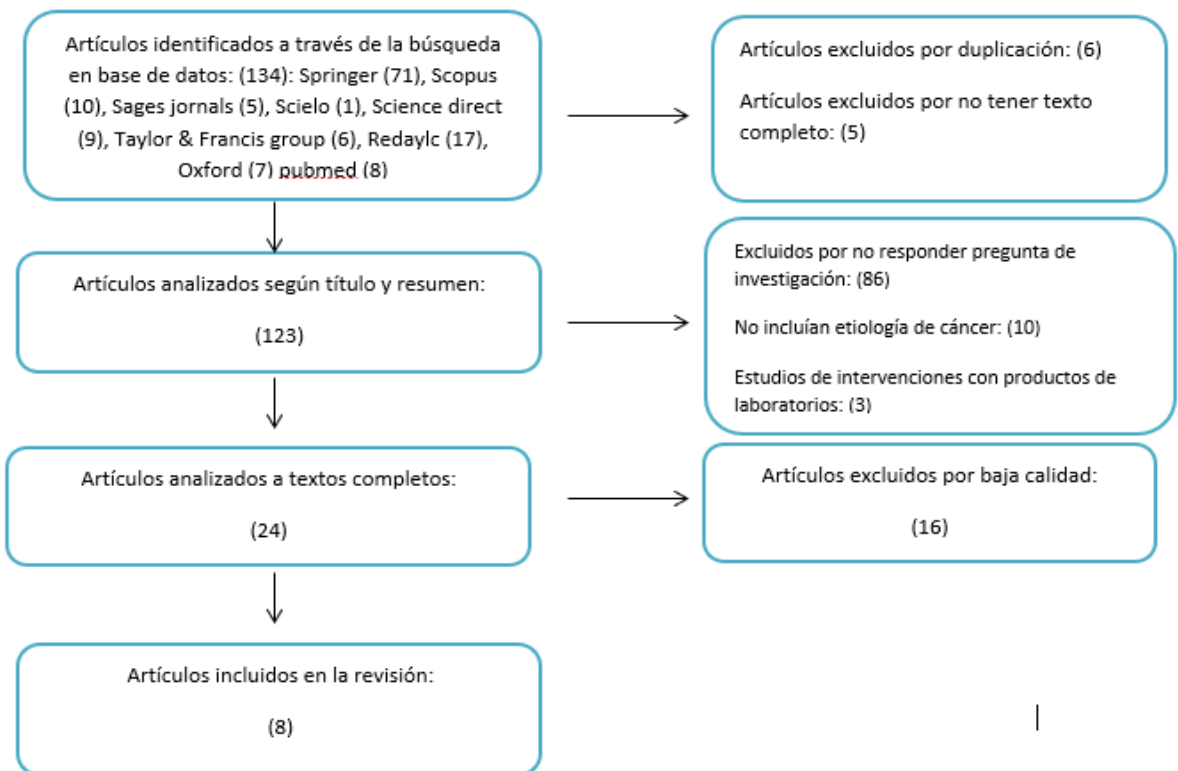 Artículos identificados a través de la búsqueda
en base de datos: (134): Springer (71), Scopus
(10), Sages jornals (5), Scielo (1), Science direct
(9), Taylor & Francis group (6), Redaylc (17),
Oxford (7) pubmed (8)
Artículos excluidos por duplicación: (6)
Artículos excluidos por no tener texto
completo: (5)
Artículos analizados según título y resumen:
(123)
Excluidos por no responder pregunta de
investigación: (86)
No incluían etiología de cáncer: (10)
Estudios de intervenciones con productos de
laboratorios: (3)
Artículos analizados a textos completos:
(24)
Artículos excluidos por baja calidad:
(16)
Artículos incluidos en la revisión:
(8)